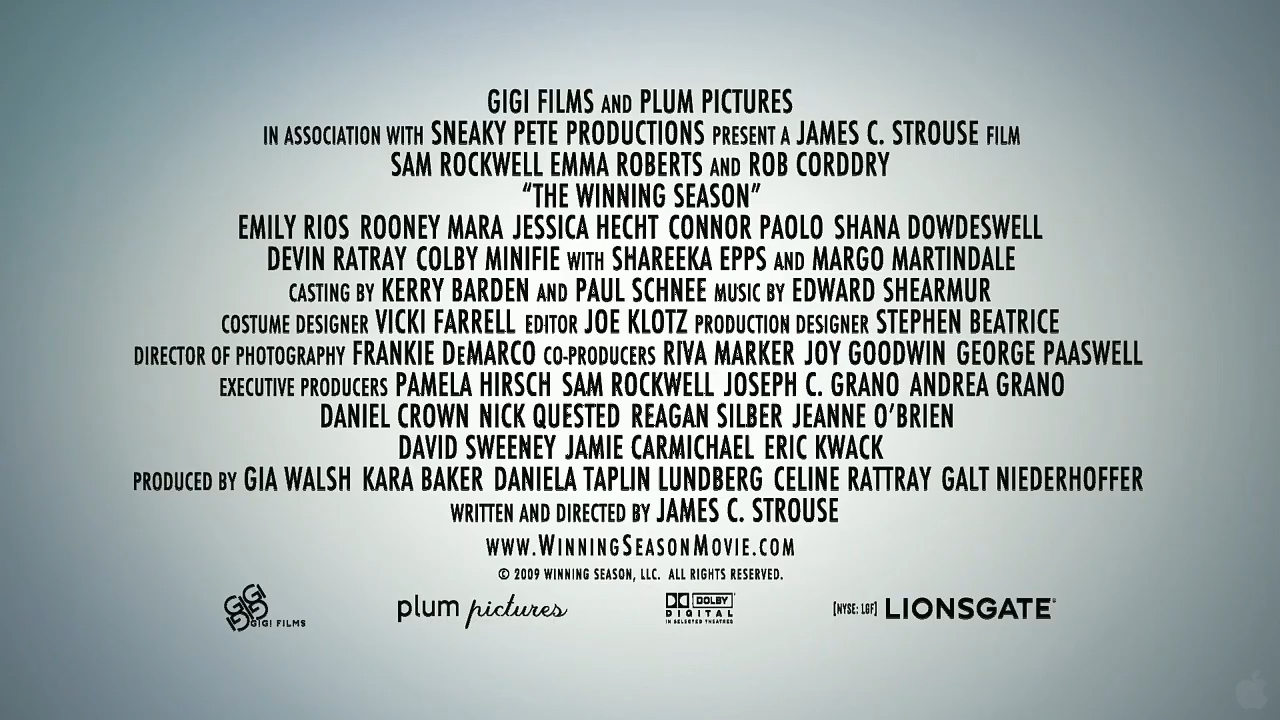 GIGI FILMS AND PLUM PICTURES
IN ASSOCIATION WITH SNEAKY PETE PRODUCTIONS PRESENT A JAMES C. STROUSE FILM
SAM ROCKWELL EMMA ROBERTS AND ROB CORDDRY
“THE WINNING SEASON”
EMILY RIOS ROONEY MARA JESSICA HECHT CONNOR PAOLO SHANA DOWDESWELL
DEVIN RATRAY COLBY MINIFIE WITH SHAREEKA EPPS AND MARGO MARTINDALE
CASTING BY KERRY BARDEN AND PAUL SCHNEE MUSIC BY EDWARD SHEARMUR
COSTUME DESIGNER VICKI FARRELL EDITOR JOE KLOTZ PRODUCTION DESIGNER STEPHEN BEATRICE
DIRECTOR OF PHOTOGRAPHY FRANKIE DeMARCO CO-PRODUCERS RIVA MARKER JOY GOODWIN GEORGE PAASWELL
EXECUTIVE PRODUCERS PAMELA HIRSCH SAM ROCKWELL JOSEPH C. GRANO ANDREA GRANO
DANIEL CROWN NICK QUESTED REAGAN SILBER JEANNE O’BRIEN
DAVID SWEENEY JAMIE CARMICHAEL ERIC KWACK
PRODUCED BY GIA WALSH KARA BAKER DANIELA TAPLIN LUNDBERG CELINE RATTRAY GALT NIEDERHOFFER
WRITTEN AND DIRECTED BY JAMES C. STROUSE
WWW.WINNINGSEASONMOVIE.COM
© 2009 WINNING SEASON, LLC. ALL RIGHTS RESERVED.
GIGI GIGI GIGI FILMS
plum pictures
DOLBY DIGITAL
IN SELECTED THEATRES
[NYSE: LGF] LIONSGATE®